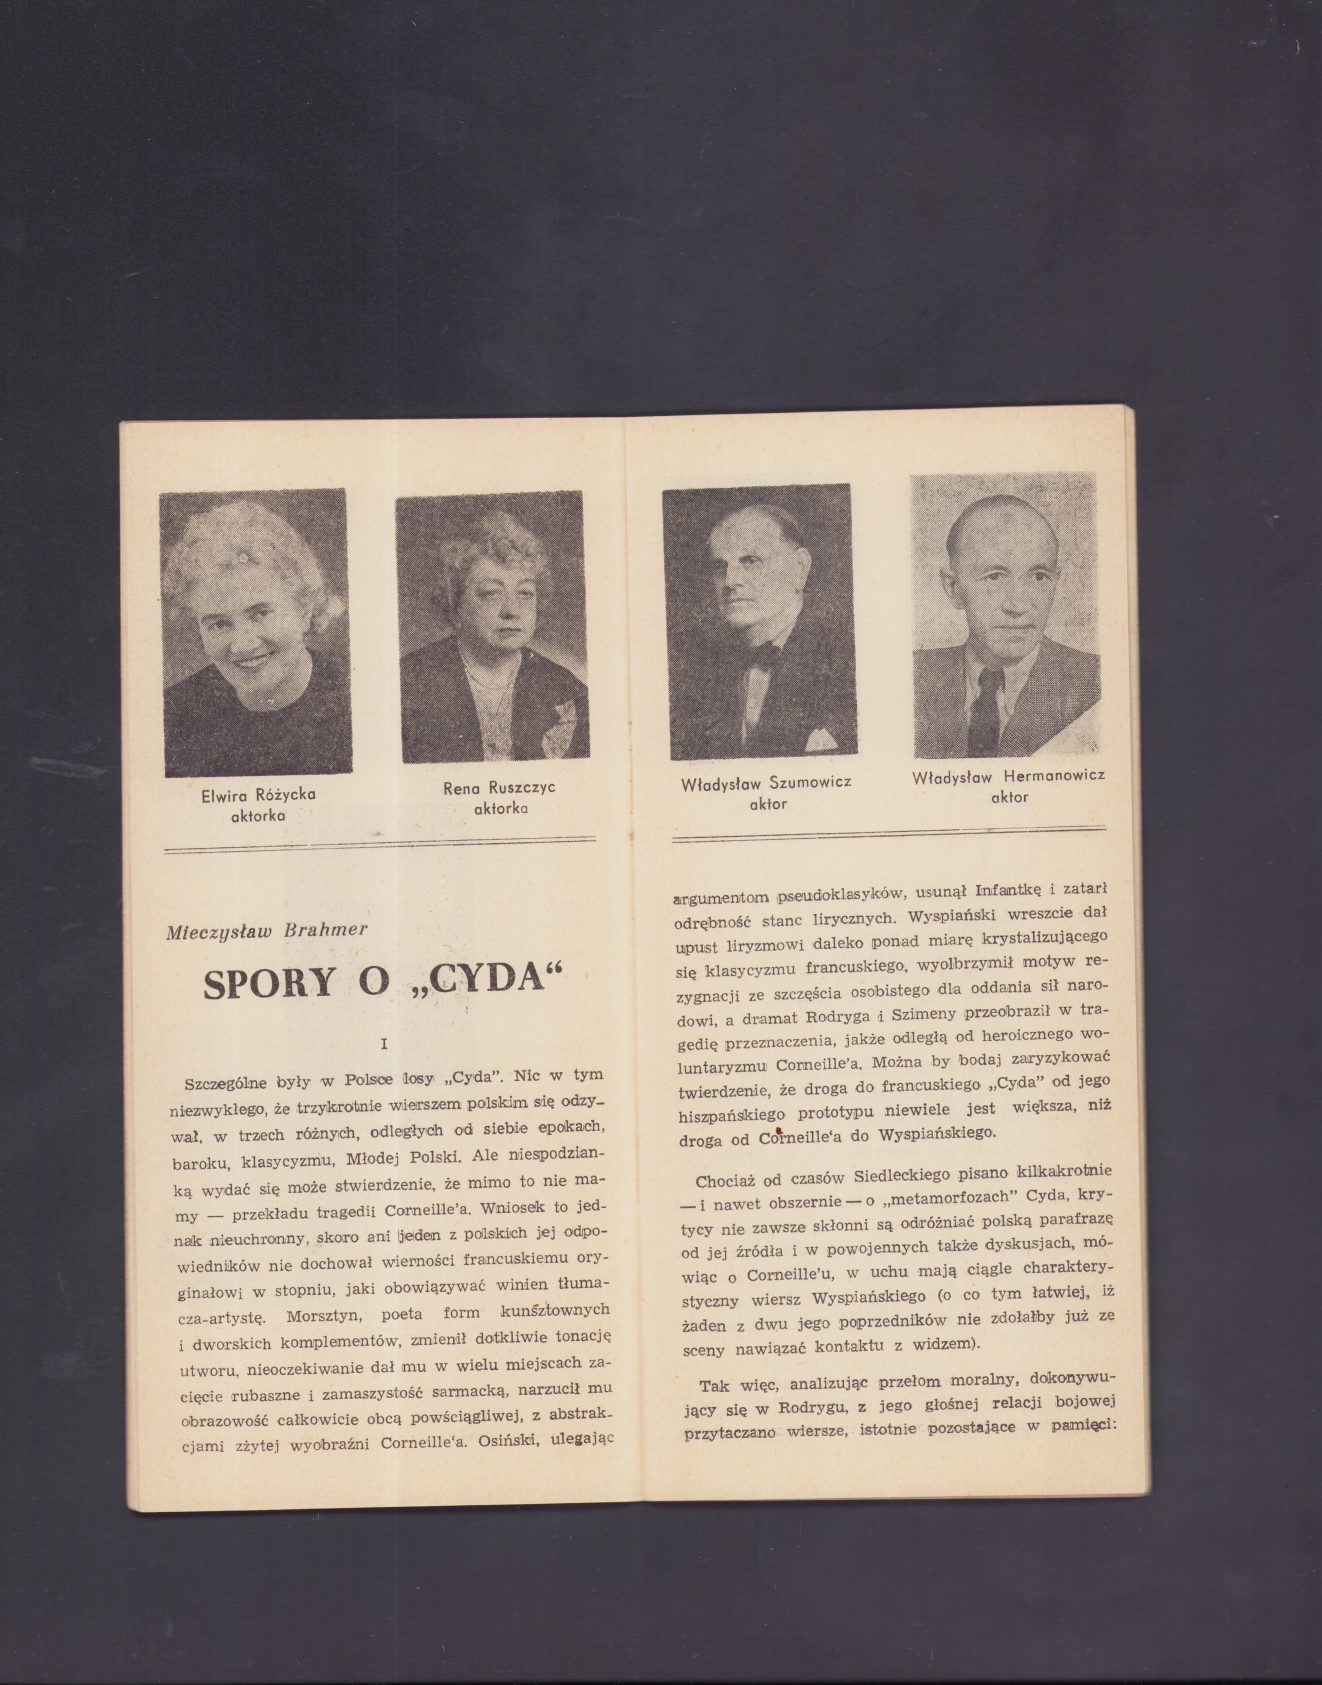 Elwira Różycka
aktorka
Rena Ruszczyc
aktorka
Mieczysław Brahmer
SPORY O „CYDA“
I
Szczególne były w Polsce losy „Cyda”. Nic w tym
niezwykłego, że trzykrotnie wierszem polskim się odzy-
wał, w trzech różnych, odległych od siebie epokach,
baroku, klasycyzmu, Młodej Polski. Ale niespodzian-
ką wydać się może stwierdzenie, że mimo to nie ma-
my — przekładu tragedii Corneille’a. Wniosek to jed-
nak nieuchronny, skoro ani jeden z polskich jej odpo-
wiedników nie dochował wierności francuskiemu ory-
ginałowi w stopniu, jaki obowiązywać winien tłuma-
cza-artystę. Morsztyn, poeta form kunsztownych
i dworskich komplementów, zmienił dotkliwie tonację
utworu, nieoczekiwanie dał mu w wielu miejscach za-
cięcie rubaszne i zamaszystość sarmacką, narzucił mu
obrazowość całkowicie obcą powściągliwej, z abstrak-
cjami zżytej wyobraźni Corneille‘a. Osiński, ulegając
Władysław Szumowicz
aktor
Władysław Hermanowicz
aktor
argumentom pseudoklasyków, usunął Infantkę i zatarł
odrębność stanc lirycznych. Wyspiański wreszcie dał
upust liryzmowi daleko ponad miarę krystalizującego
się klasycyzmu francuskiego, wyolbrzymił motyw re-
zygnacji ze szczęścia osobistego dla oddania sił naro-
dowi, a dramat Rodryga i Szimeny przeobraził w tra-
gedię przeznaczenia, jakże odległą od heroicznego wo-
luntaryzmu Corneille’a. Można by bodaj zaryzykować
twierdzenie, że droga do francuskiego „Cyda” od jego
hiszpańskiego prototypu niewiele jest większa, niż
droga od Corneille‘a do Wyspiańskiego.
Chociaż od czasów Siedleckiego pisano kilkakrotnie
— i nawet obszernie — o „metamorfozach” Cyda, kry-
tycy nie zawsze skłonni są odróżniać polską parafrazę
od jej źródła i w powojennych także dyskusjach, mó-
wiąc o Corneille’u, w uchu mają ciągle charaktery-
styczny wiersz Wyspiańskiego (o co tym łatwiej, iż
żaden z dwu jego poprzedników nie zdołałby już ze
sceny nawiązać kontaktu z widzem).
Tak więc, analizując przełom moralny, dokonywu-
jący się w Rodrygu, z jego głośnej relacji bojowej
przytaczano wiersze, istotnie pozostające w pamięci: